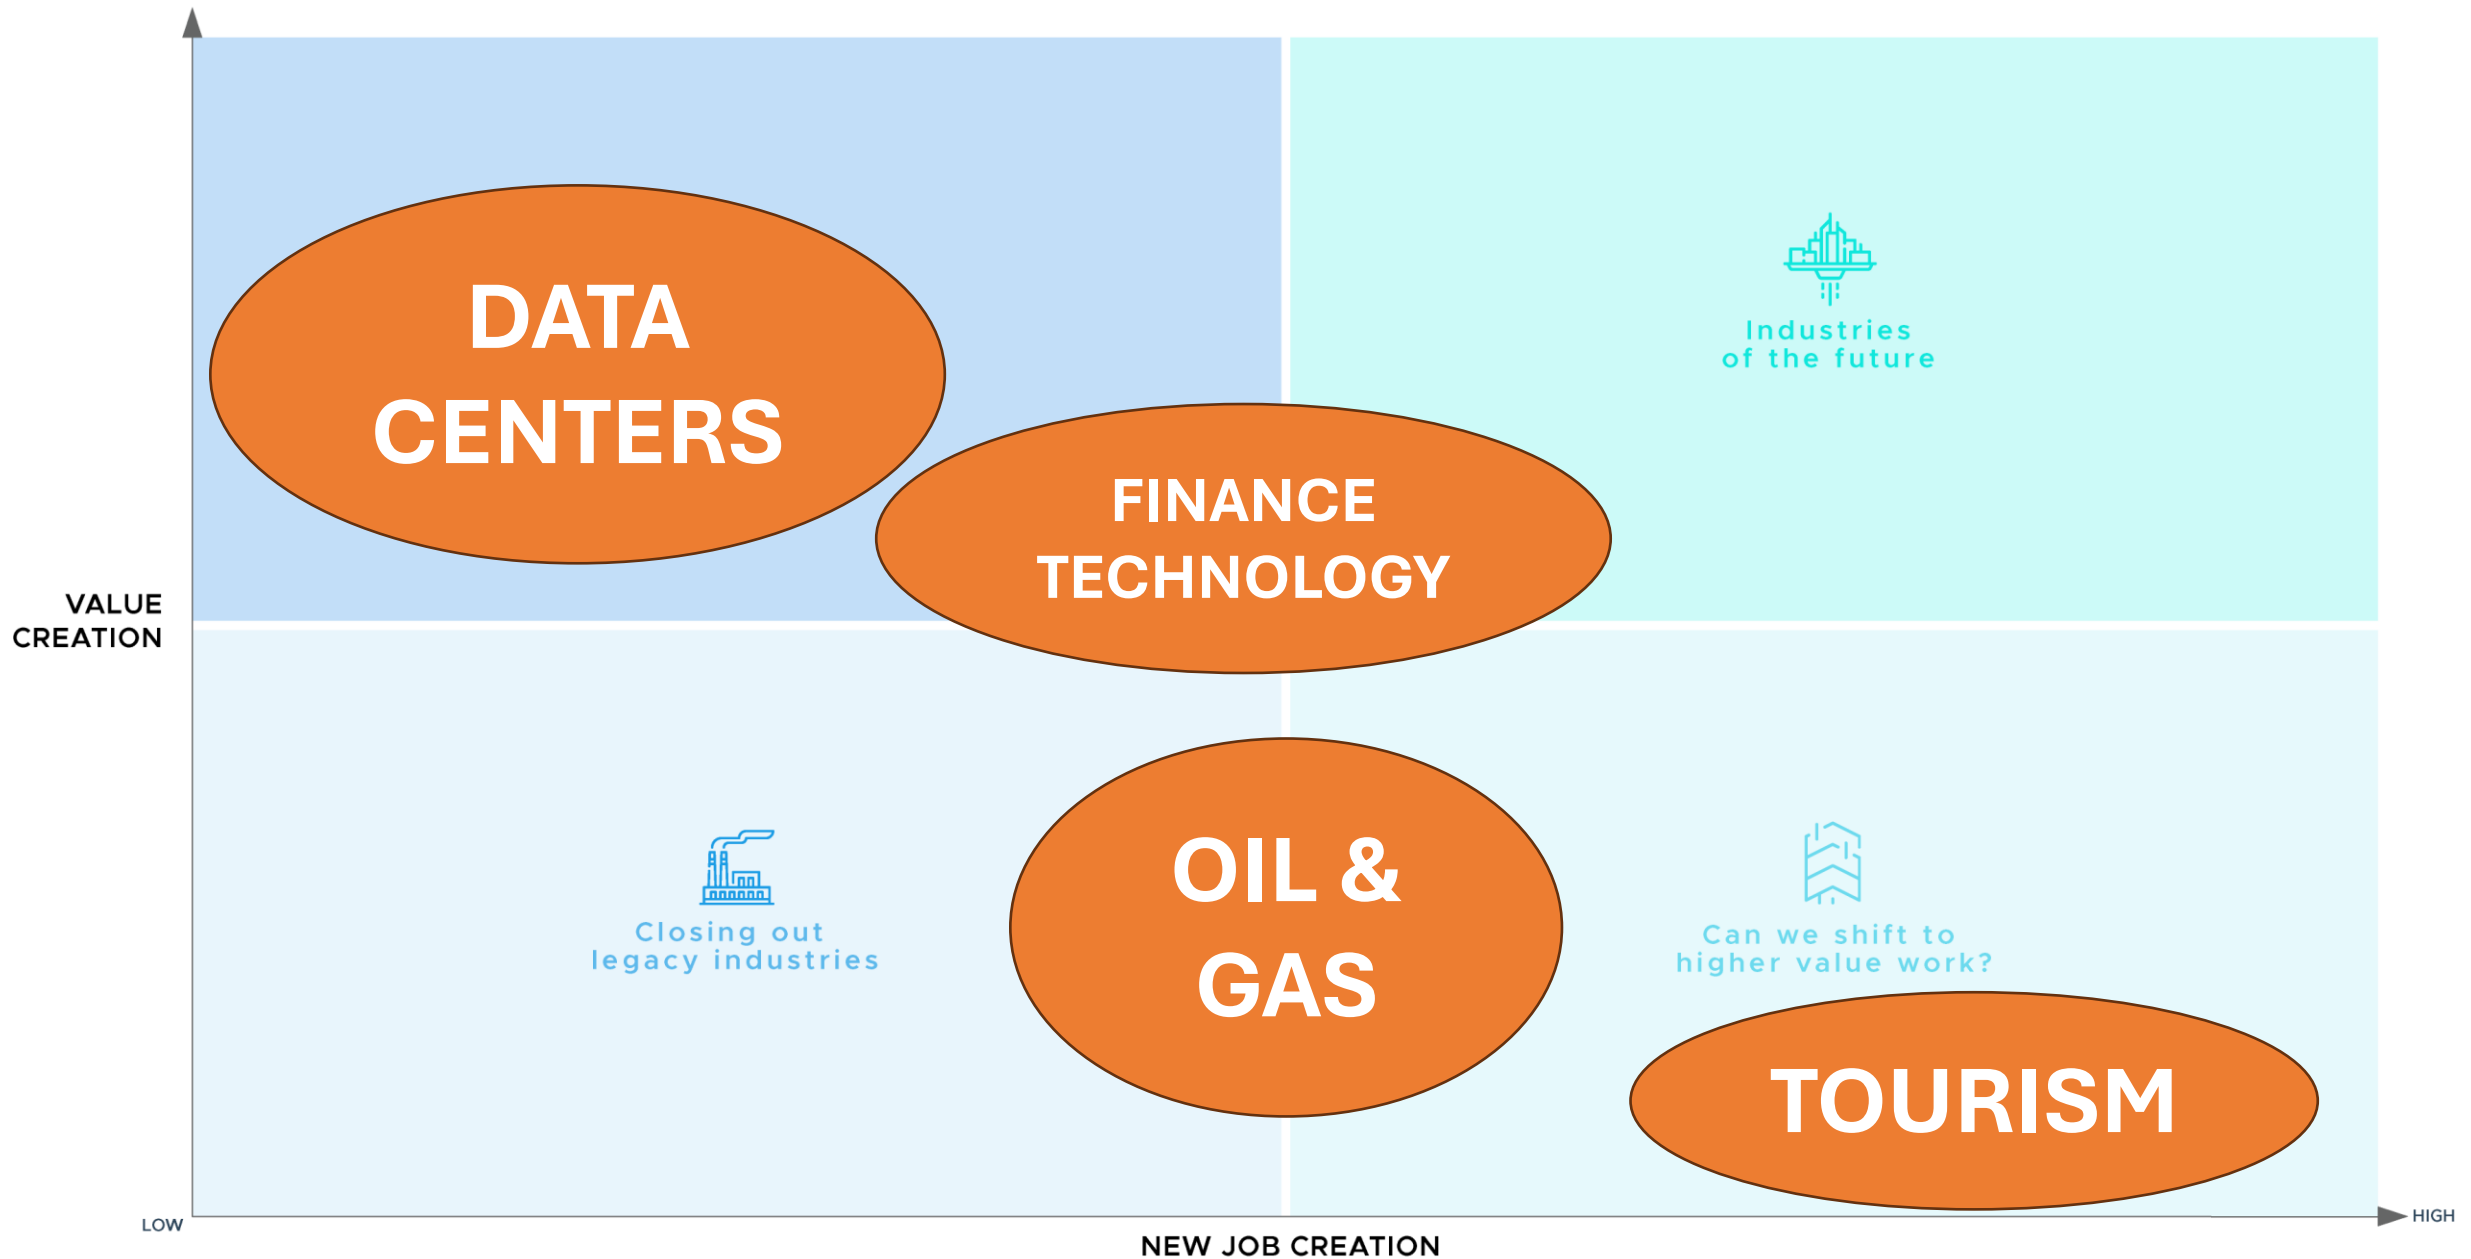 DATA
CENTERS
Industries
of the future
FINANCE
TECHNOLOGY
VALUE
CREATION
OIL &
GAS
Closing out
legacy industries
Can we shift to
higher value work?
TOURISM
LOW
HIGH
NEW JOB CREATION